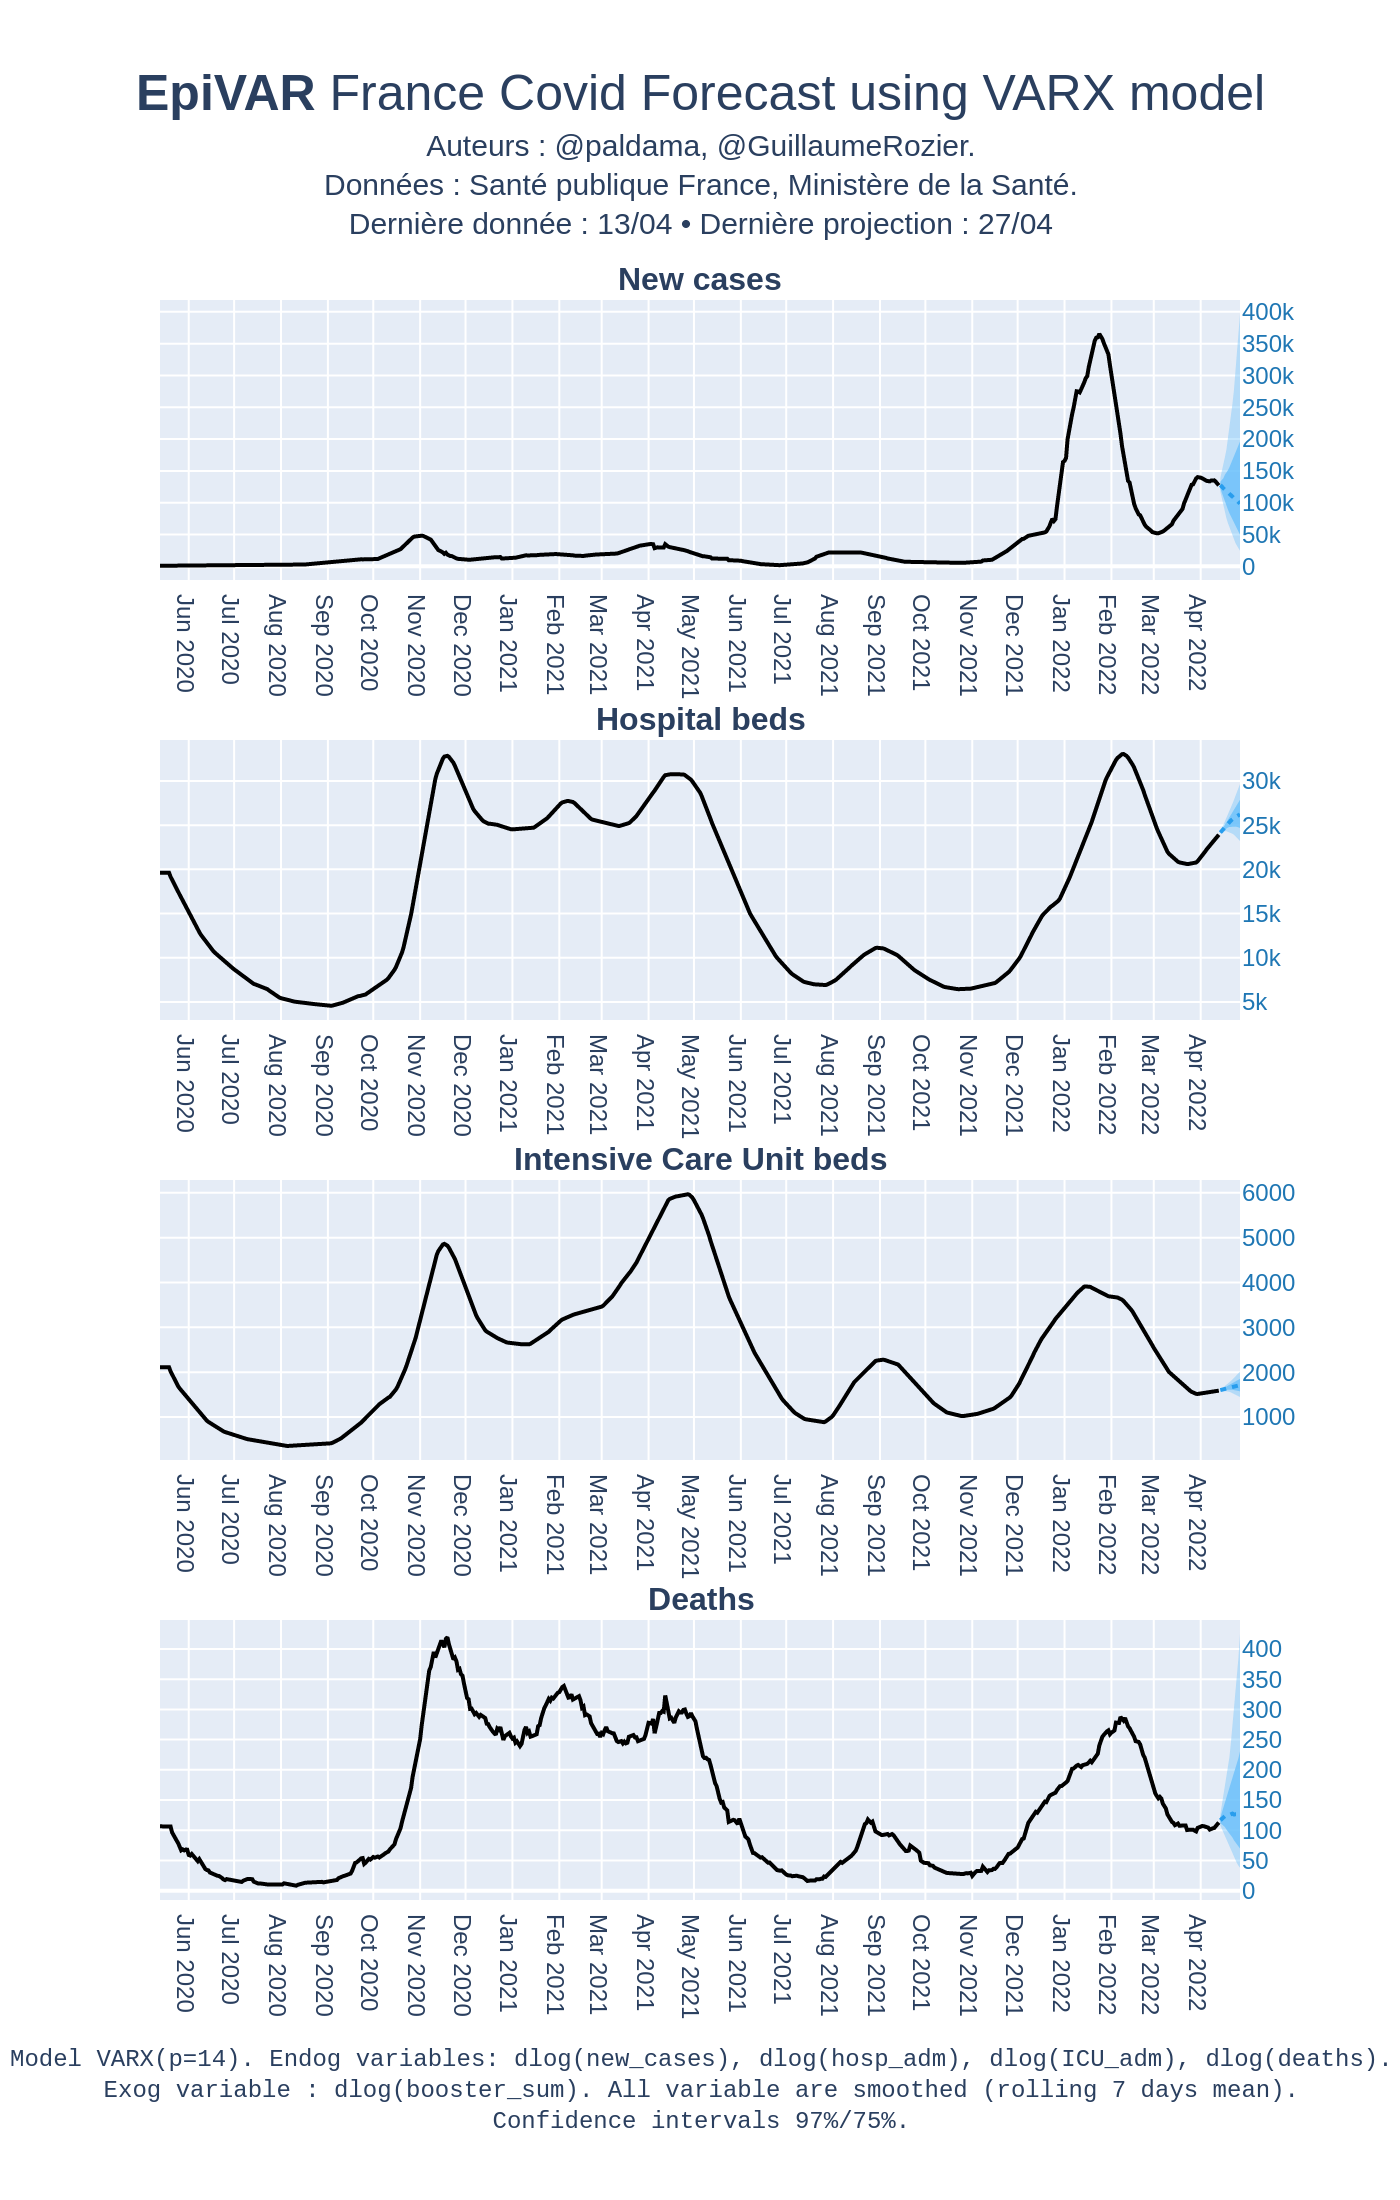 EpiVAR France Covid Forecast using VARX model
Auteurs : @paldama, @GuillaumeRozier.
Données : Santé publique France, Ministère de la Santé.
Dernière donnée : 13/04 • Dernière projection : 27/04
New cases
400k
350k
300k
250k
200k
150k
100k
50k
0
Jun 2020
Jul 2020
Aug 2020
Sep 2020
Oct 2020
Nov 2020
Dec 2020
Jan 2021
Feb 2021
Mar 2021
Apr 2021
May 2021
Jun 2021
Jul 2021
Aug 2021
Sep 2021
Oct 2021
Nov 2021
Dec 2021
Jan 2022
Feb 2022
Mar 2022
Apr 2022
Hospital beds
30k
25k
20k
15k
10k
5k
Jun 2020
Jul 2020
Aug 2020
Sep 2020
Oct 2020
Nov 2020
Dec 2020
Jan 2021
Feb 2021
Mar 2021
Apr 2021
May 2021
Jun 2021
Jul 2021
Aug 2021
Sep 2021
Oct 2021
Nov 2021
Dec 2021
Jan 2022
Feb 2022
Mar 2022
Apr 2022
Intensive Care Unit beds
6000
5000
4000
3000
2000
1000
Jun 2020
Jul 2020
Aug 2020
Sep 2020
Oct 2020
Nov 2020
Dec 2020
Jan 2021
Feb 2021
Mar 2021
Apr 2021
May 2021
Jun 2021
Jul 2021
Aug 2021
Sep 2021
Oct 2021
Nov 2021
Dec 2021
Jan 2022
Feb 2022
Mar 2022
Apr 2022
Deaths
400
350
300
250
200
150
100
50
0
Jun 2020
Jul 2020
Aug 2020
Sep 2020
Oct 2020
Nov 2020
Dec 2020
Jan 2021
Feb 2021
Mar 2021
Apr 2021
May 2021
Jun 2021
Jul 2021
Aug 2021
Sep 2021
Oct 2021
Nov 2021
Dec 2021
Jan 2022
Feb 2022
Mar 2022
Apr 2022
Model VARX(p=14). Endog variables: dlog(new_cases), dlog(hosp_adm), dlog(ICU_adm), dlog(deaths).
Exog variable : dlog(booster_sum). All variable are smoothed (rolling 7 days mean).
Confidence intervals 97%/75%.